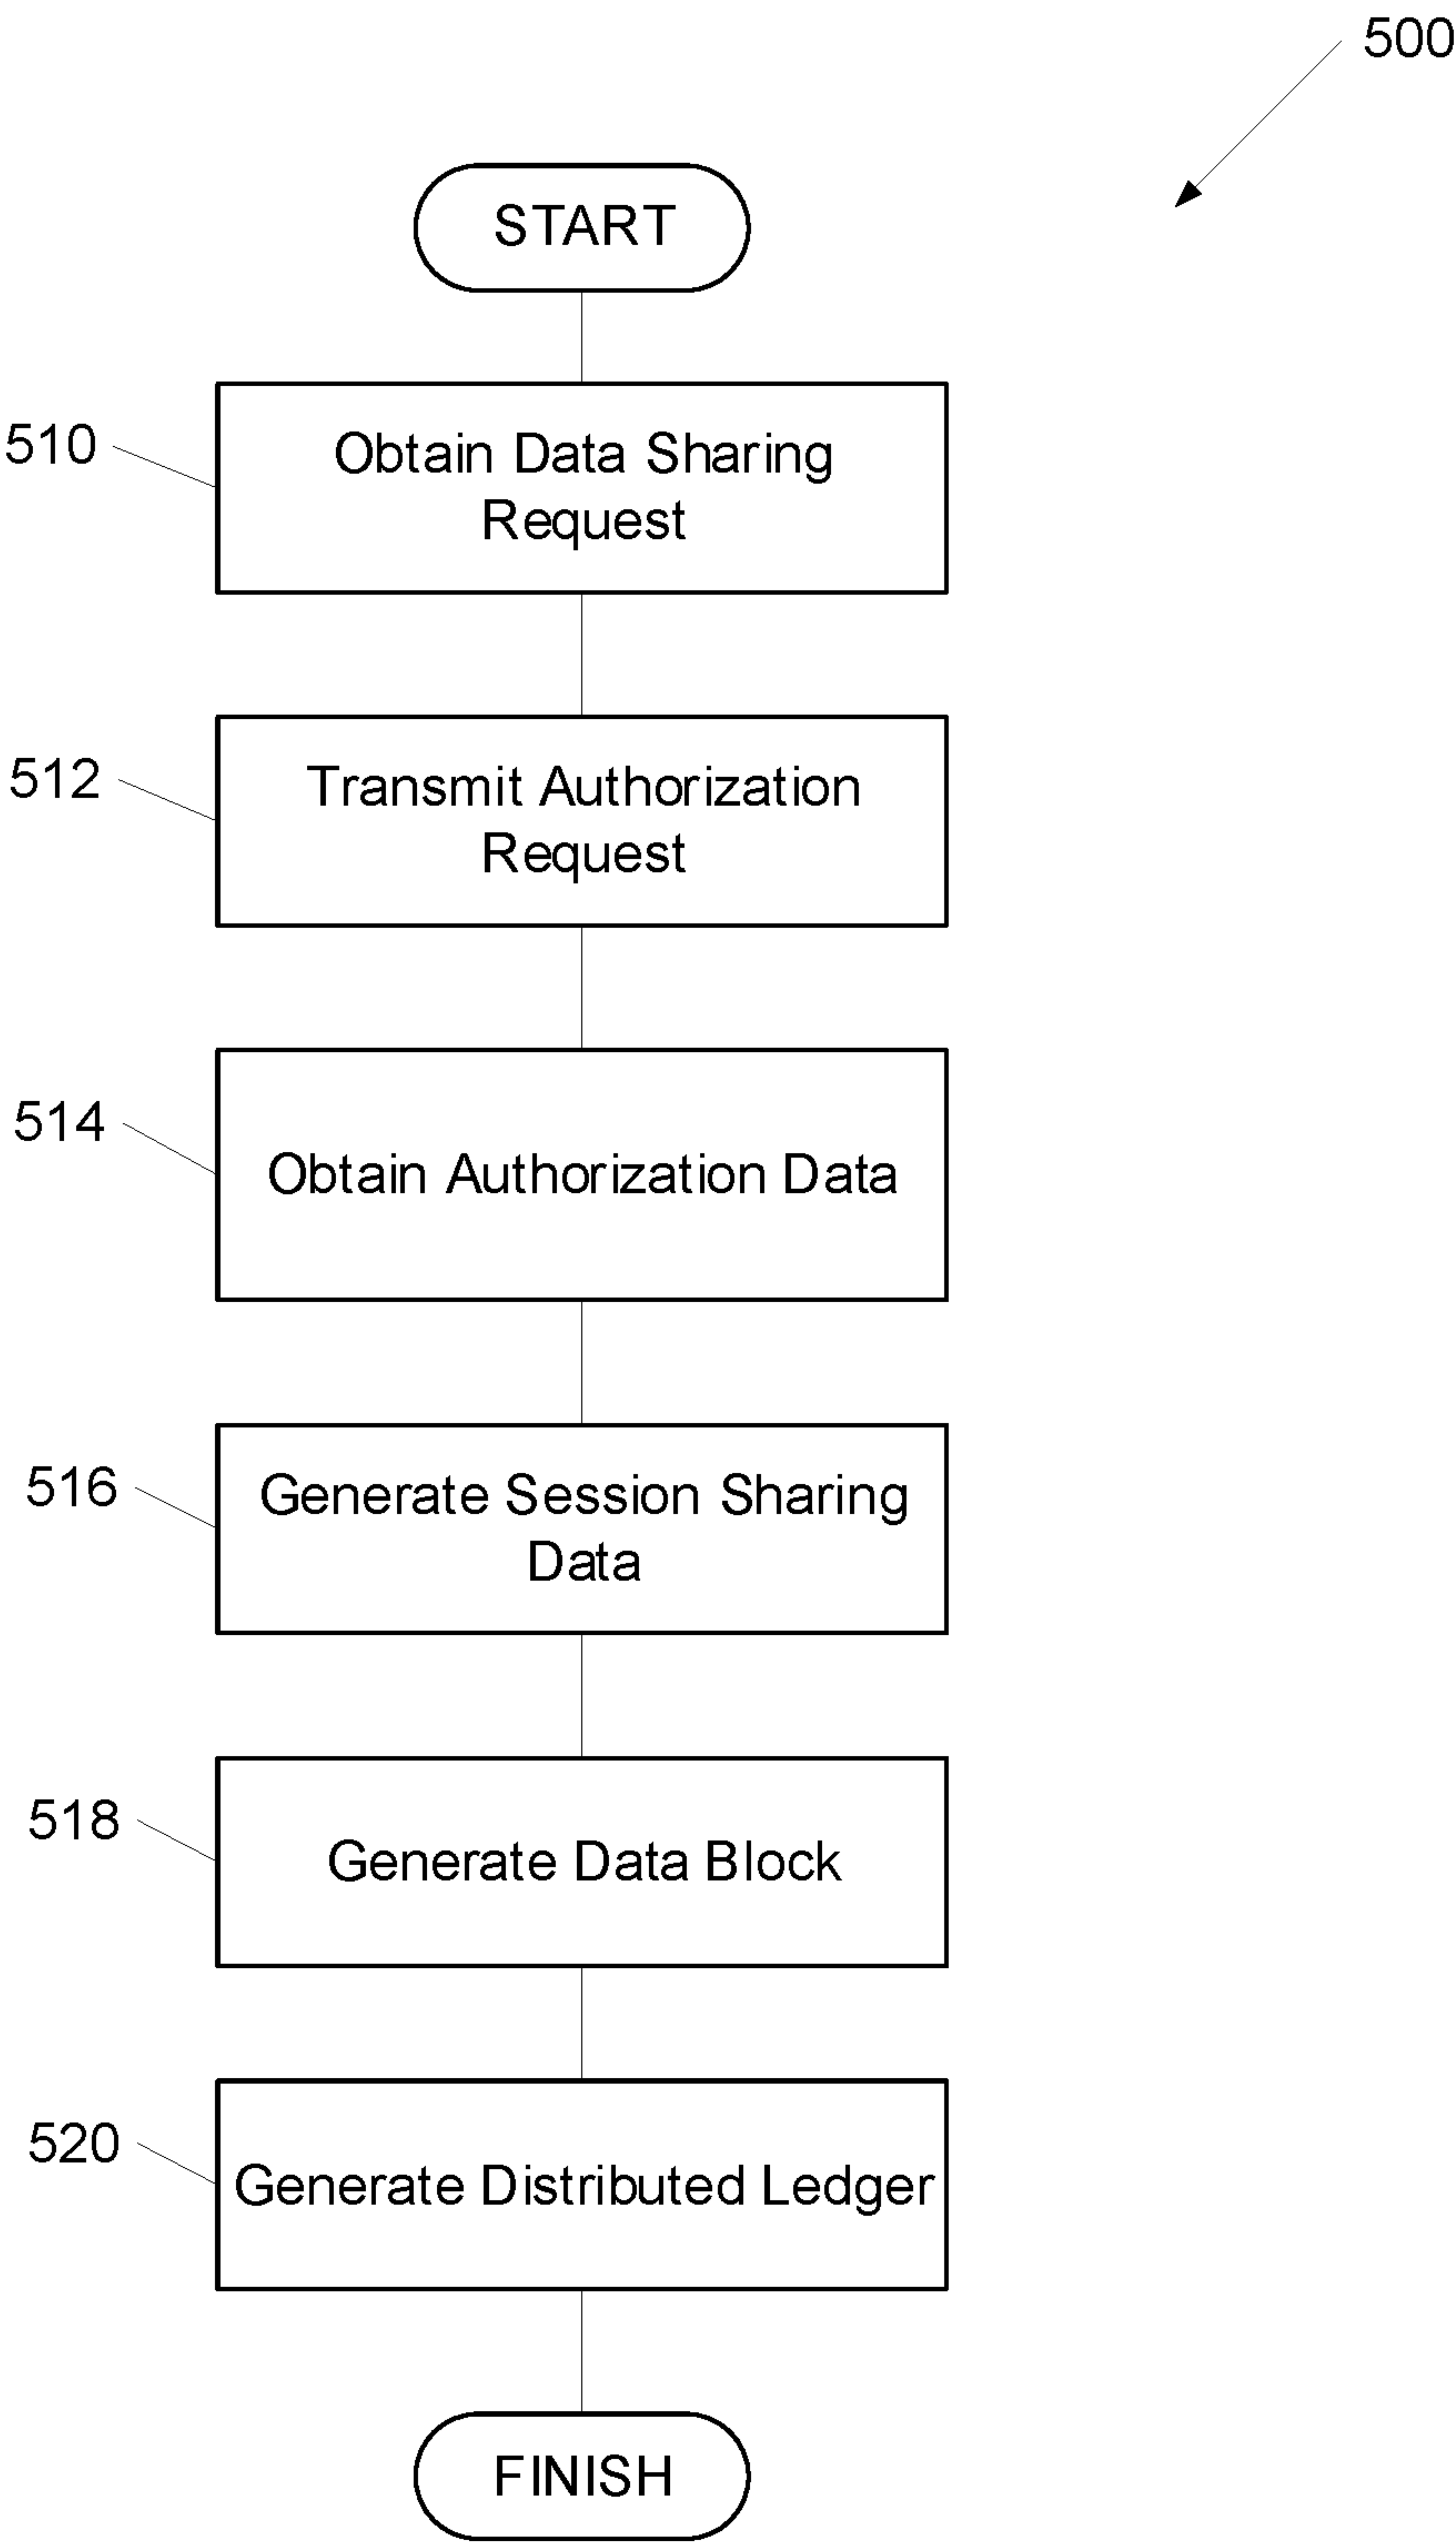 500
START
510
Obtain Data Sharing
Request
512
Transmit Authorization
Request
514
Obtain Authorization Data
516
Generate Session Sharing
Data
518
Generate Data Block
520
Generate Distributed Ledger
FINISH